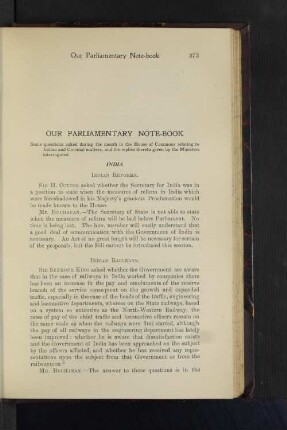 Our Parliamentary Note-book 373
OUR PARLIAMENTARY NOTE-BOOK
Some questions asked during the month in the House of Commons relating to
Indian and Colonial matters, and the replies thereto given by the Ministers
interrogated.
INDIA
INDIAN REFORMS.
SIR H. COTTON asked whether the Secretary for India was in
a position to state when the measures of reform in India which
were foreshadowed in his Majesty's gracious Proclamation would
be made known to the House.
MR. BUCHANAN.—The Secretary of State is not able to state
when the measures of reform will be laid before Parliament. No
time is being lost. The hon. member will easily understand that
a good deal of communication with the Government of India is
necessary. An Act of no great length will be necessary for certain
of the proposals, but the Bill cannot be introduced this session.
INDIAN RAILWAYS.
SIR SEYMOUR KING asked whether the Government are aware
that in the case of railways in India worked by companies there
has been an increase in the pay and emoluments of the
branch of the service consequent on the growth of
traffic, especially in the case of the heads of the traffic, engineering
and locomotive departments, whereas on the State railways, based
on a system as extensive as the North-Western Railway, the
rates of pay of the chief traffic and locomotive officers remain on
the same scale as when the railways were first started, although
the pay of all railways in the engineering department has lately
been improved; whether he is aware that dissatisfaction exists
and the Government of India has been approached on the subject
by the officers affected, and whether he has received any
upon the subject from that Government or from the
railwaymen?
MR. BUCHANAN.—The answer to these questions is in the